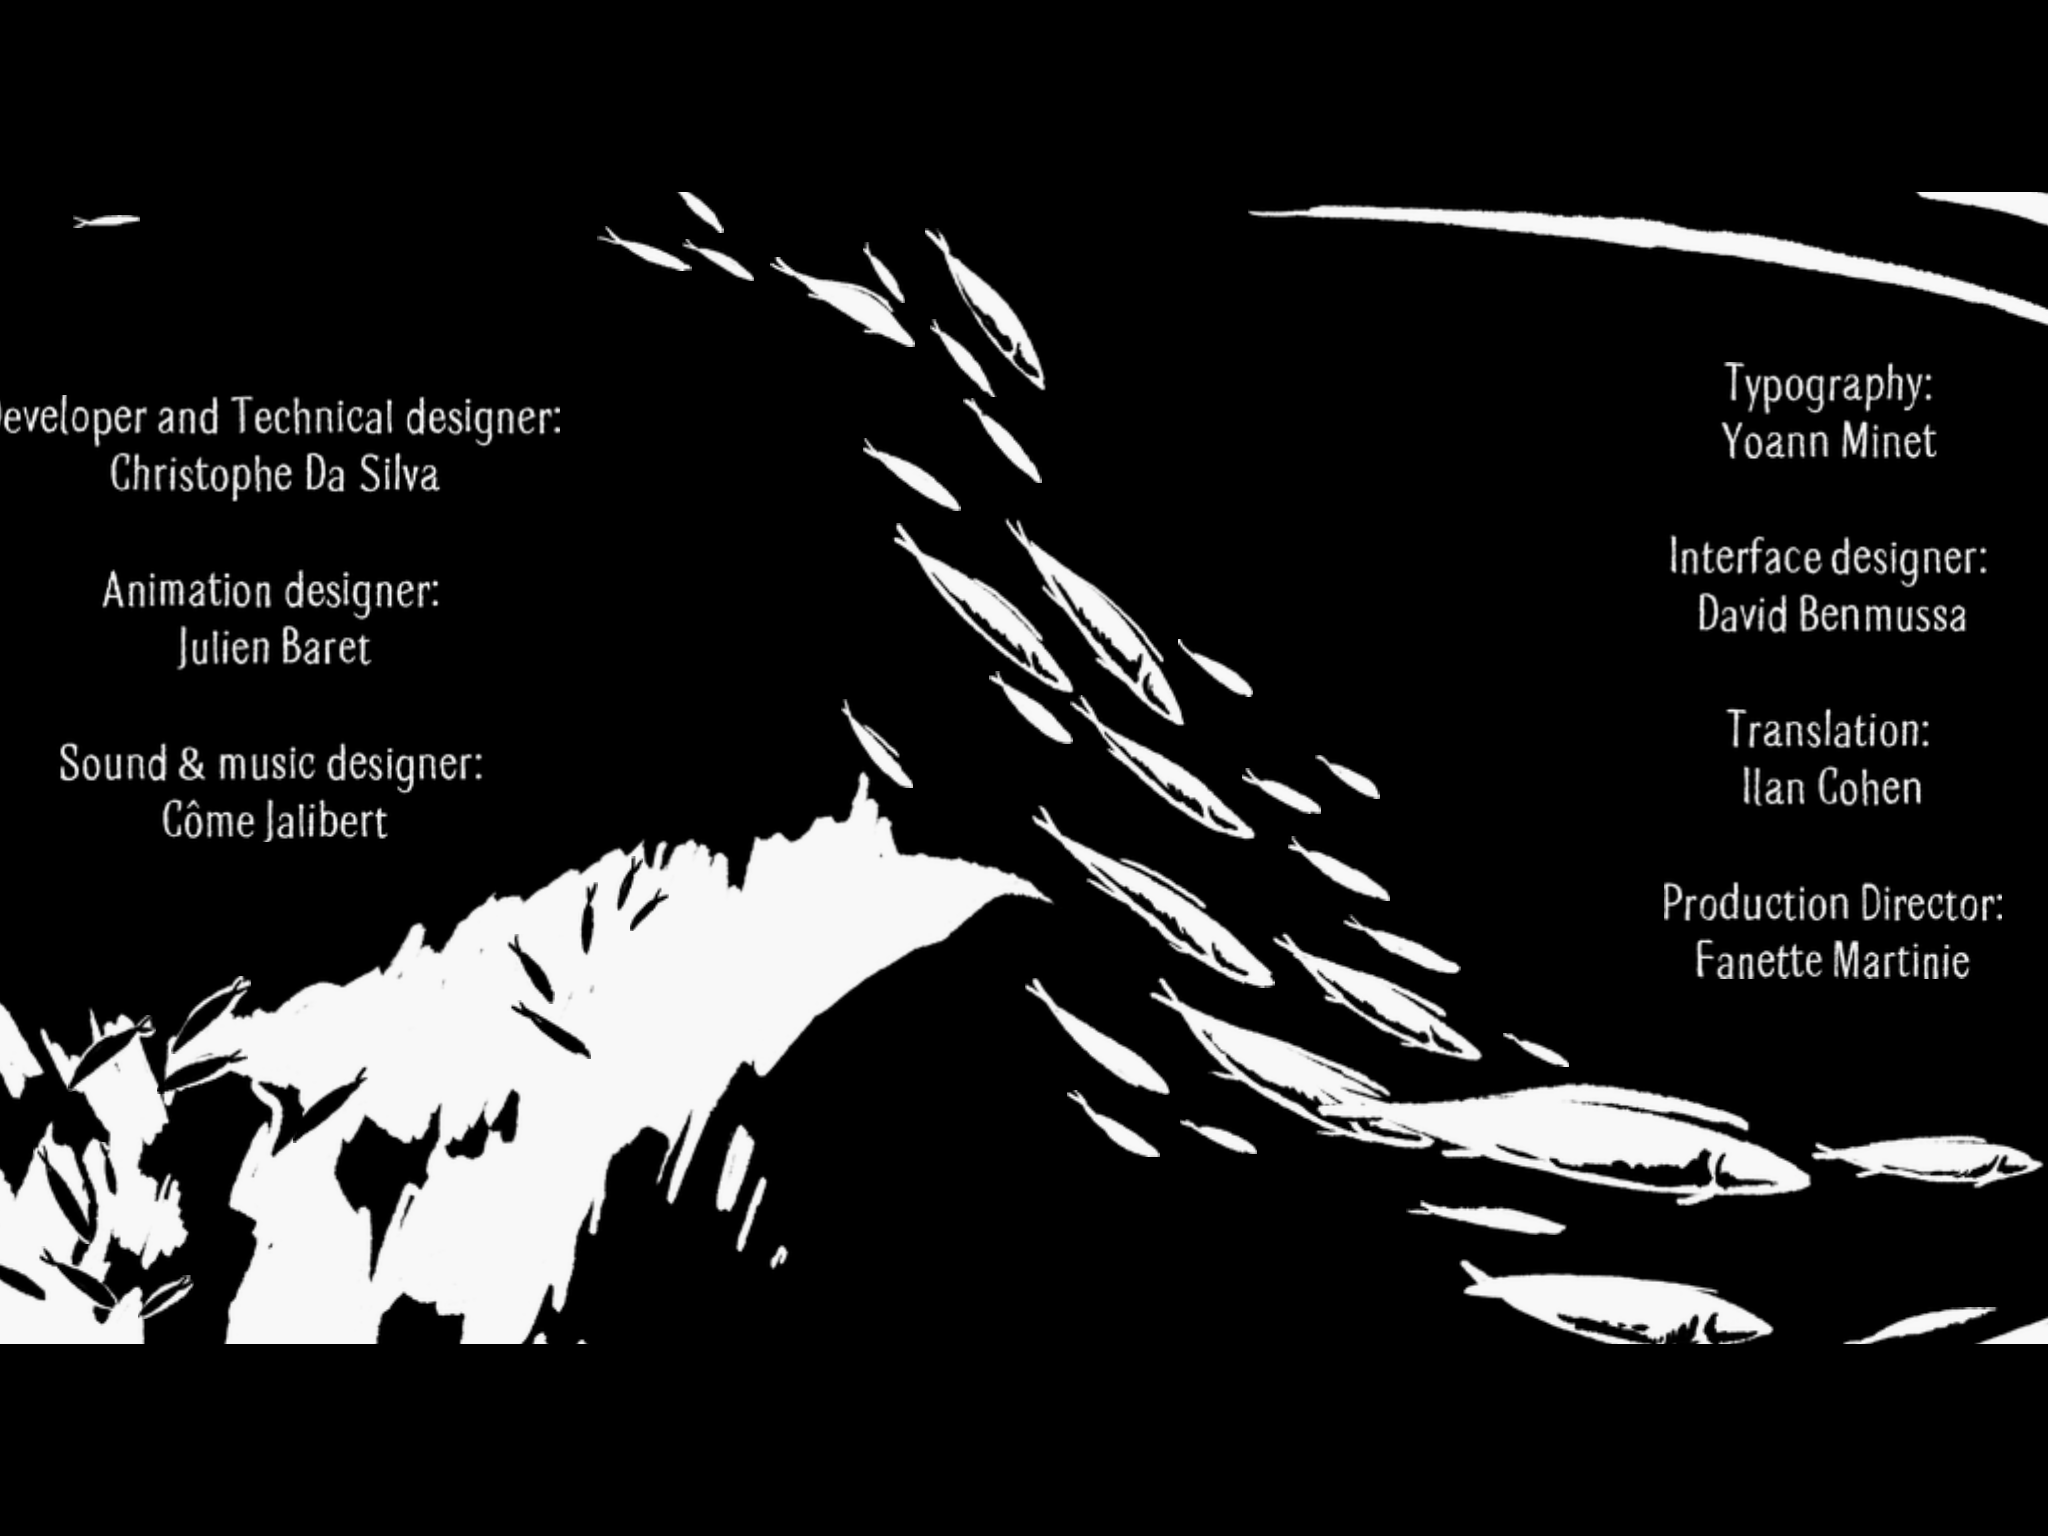 eveloper and Technical designer:
Christophe Da Silva
Animation designer:
Julien Baret
Sound & music designer:
Côme Jalibert
Typography:
Yoann Minet
Interface designer:
David Benmussa
Translation:
Ilan Cohen
Production Director:
Fanette Martinie